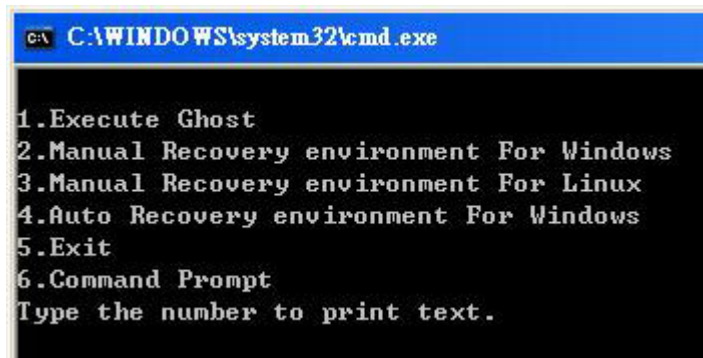 C:\WINDOWS\system32\cmd.exe
1.Execute Ghost
2.Manual Recovery environment For Windows
3.Manual Recovery environment For Linux
4.Auto Recovery environment For Windows
5.Exit
6.Command Prompt
Type the number to print text.